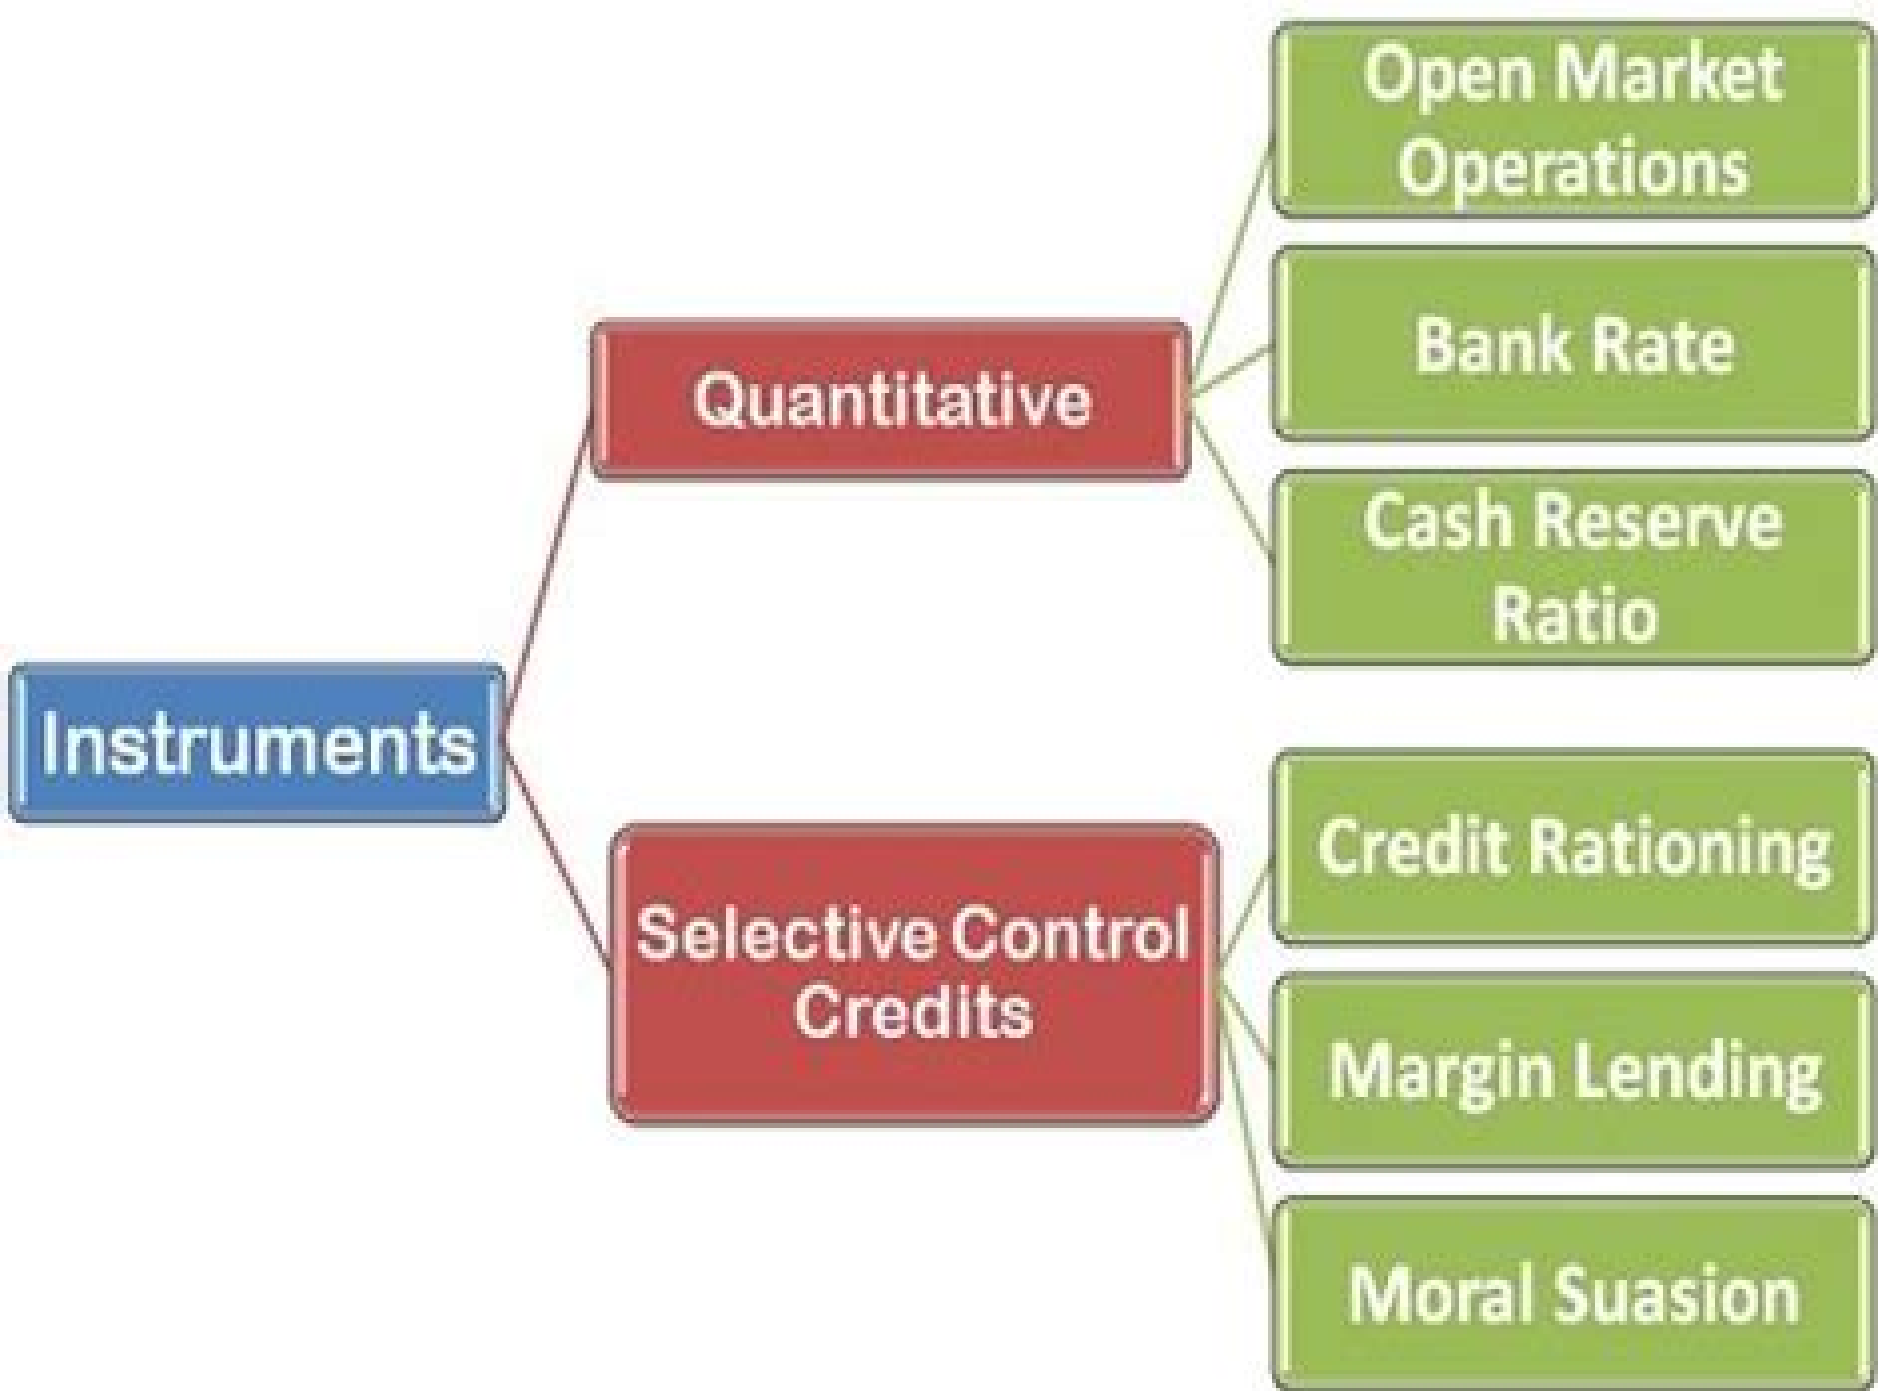 Instruments
Quantitative
Open Market
Operations
Bank Rate
Cash Reserve
Ratio
Selective Control
Credits
Credit Rationing
Margin Lending
Moral Suasion